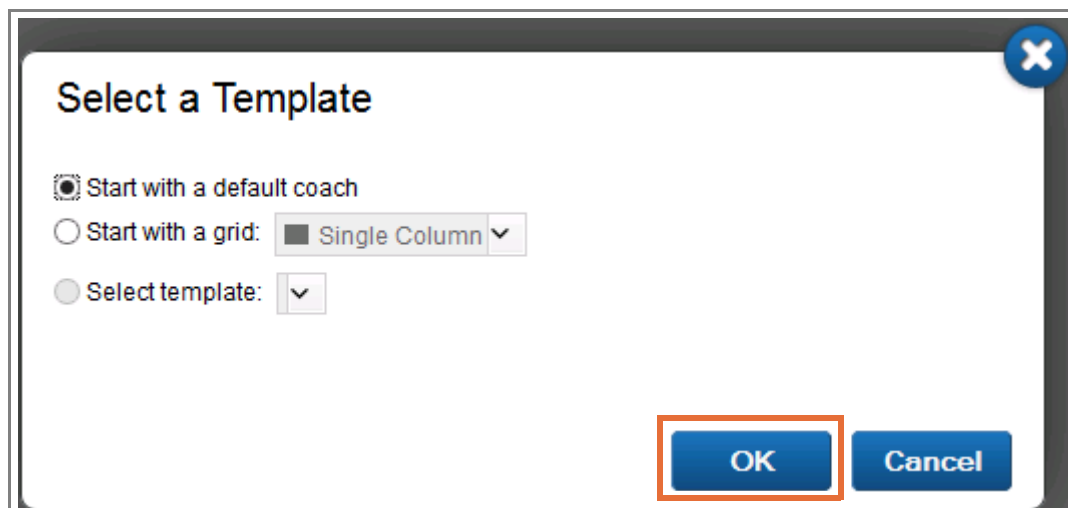 Select a Template
Start with a default coach
Start with a grid: Single Column
Select template:
OK Cancel